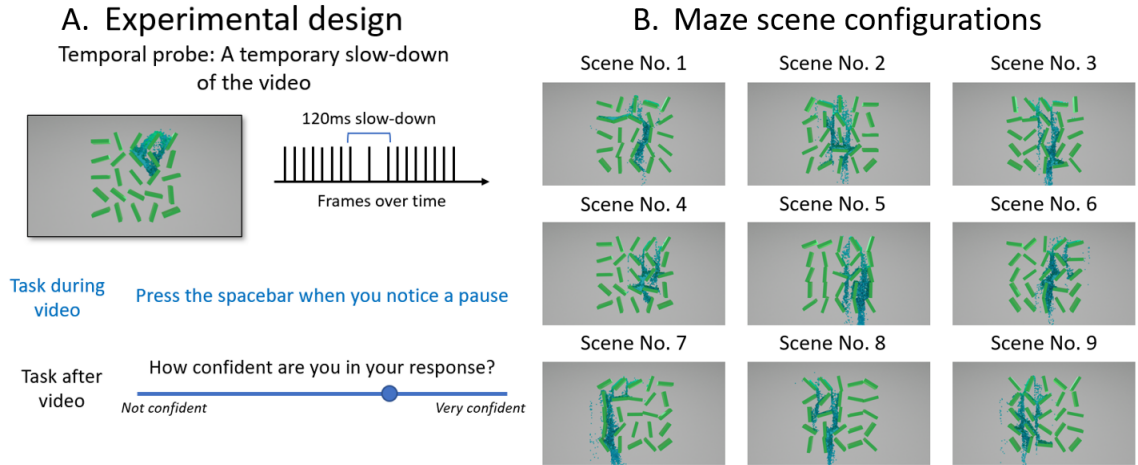 A. Experimental design
Temporal probe: A temporary slow-down
of the video
120ms slow-down
Frames over time
Task during
video
Press the spacebar when you notice a pause
Task after
video
How confident are you in your response?
Not confident
Very confident
B. Maze scene configurations
Scene No. 1
Scene No. 2
Scene No. 3
Scene No. 4
Scene No. 5
Scene No. 6
Scene No. 7
Scene No. 8
Scene No. 9